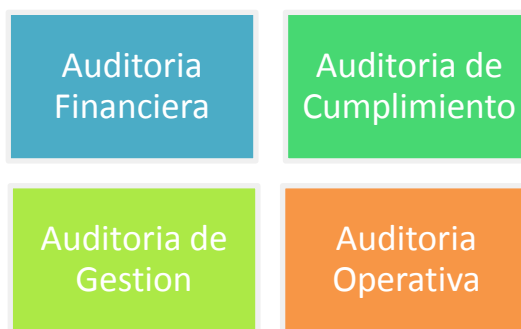 Auditoria
Financiera
Auditoria de
Cumplimiento
Auditoria de
Gestion
Auditoria
Operativa